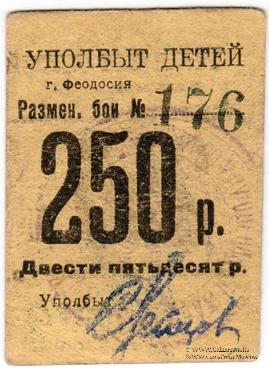 УПОЛБЫТ ДЕТЕЙ
г. Феодосия
Размен. бон № 176
250 р.
Двести пятьдесят р.
Уполбыт